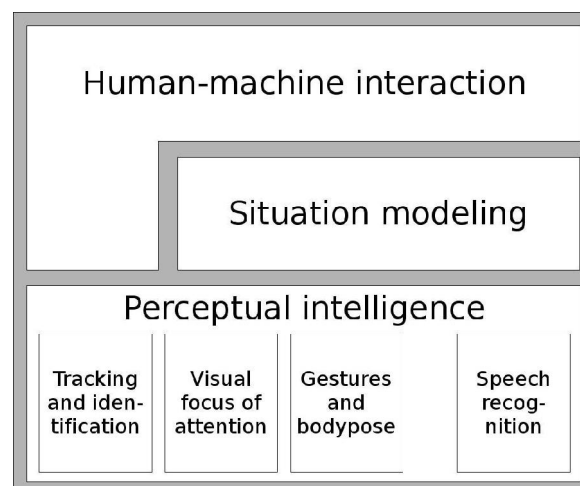 Human-machine interaction
Situation modeling
Perceptual intelligence
Tracking
and iden-
tification
Visual
focus of
attention
Gestures
and
bodypose
Speech
recog-
nition